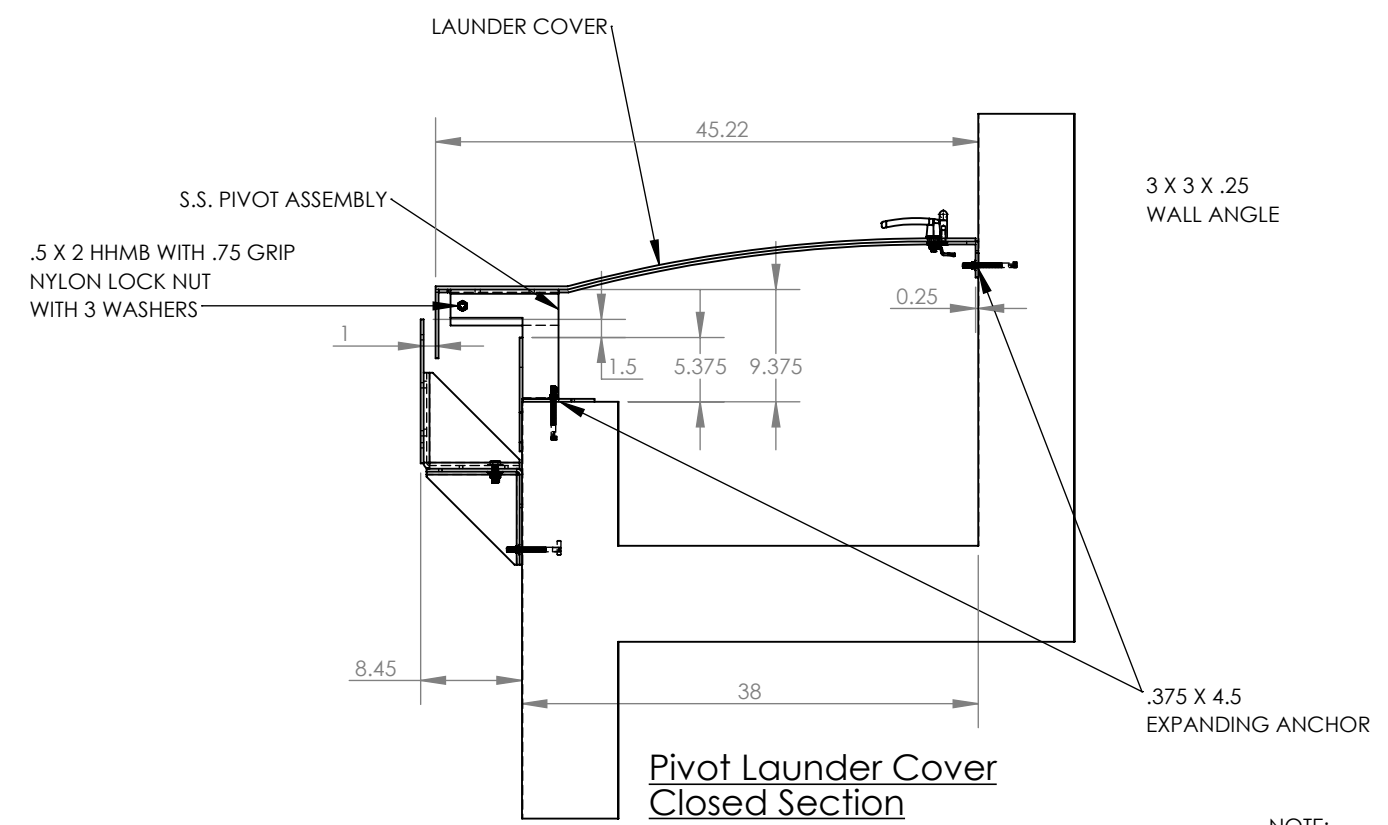 LAUNDER COVER
45.22
3 X 3 X .25
WALL ANGLE
S.S. PIVOT ASSEMBLY
.5 X 2 HHMB WITH .75 GRIP
NYLON LOCK NUT
WITH 3 WASHERS
0.25
1
1.5
5.375
9.375
8.45
38
.375 X 4.5
EXPANDING ANCHOR
Pivot Launder Cover
Closed Section
NOTE: